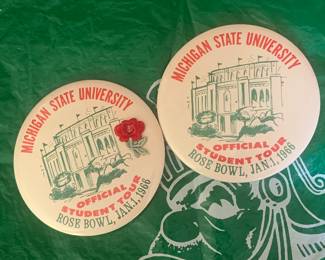 MICHIGAN STATE UNIVERSITY
OFFICIAL
STUDENT TOUR
ROSE BOWL, JAN. 1, 1966
MICHIGAN STATE UNIVERSITY
OFFICIAL
STUDENT TOUR
ROSE BOWL, JAN. 1, 1966